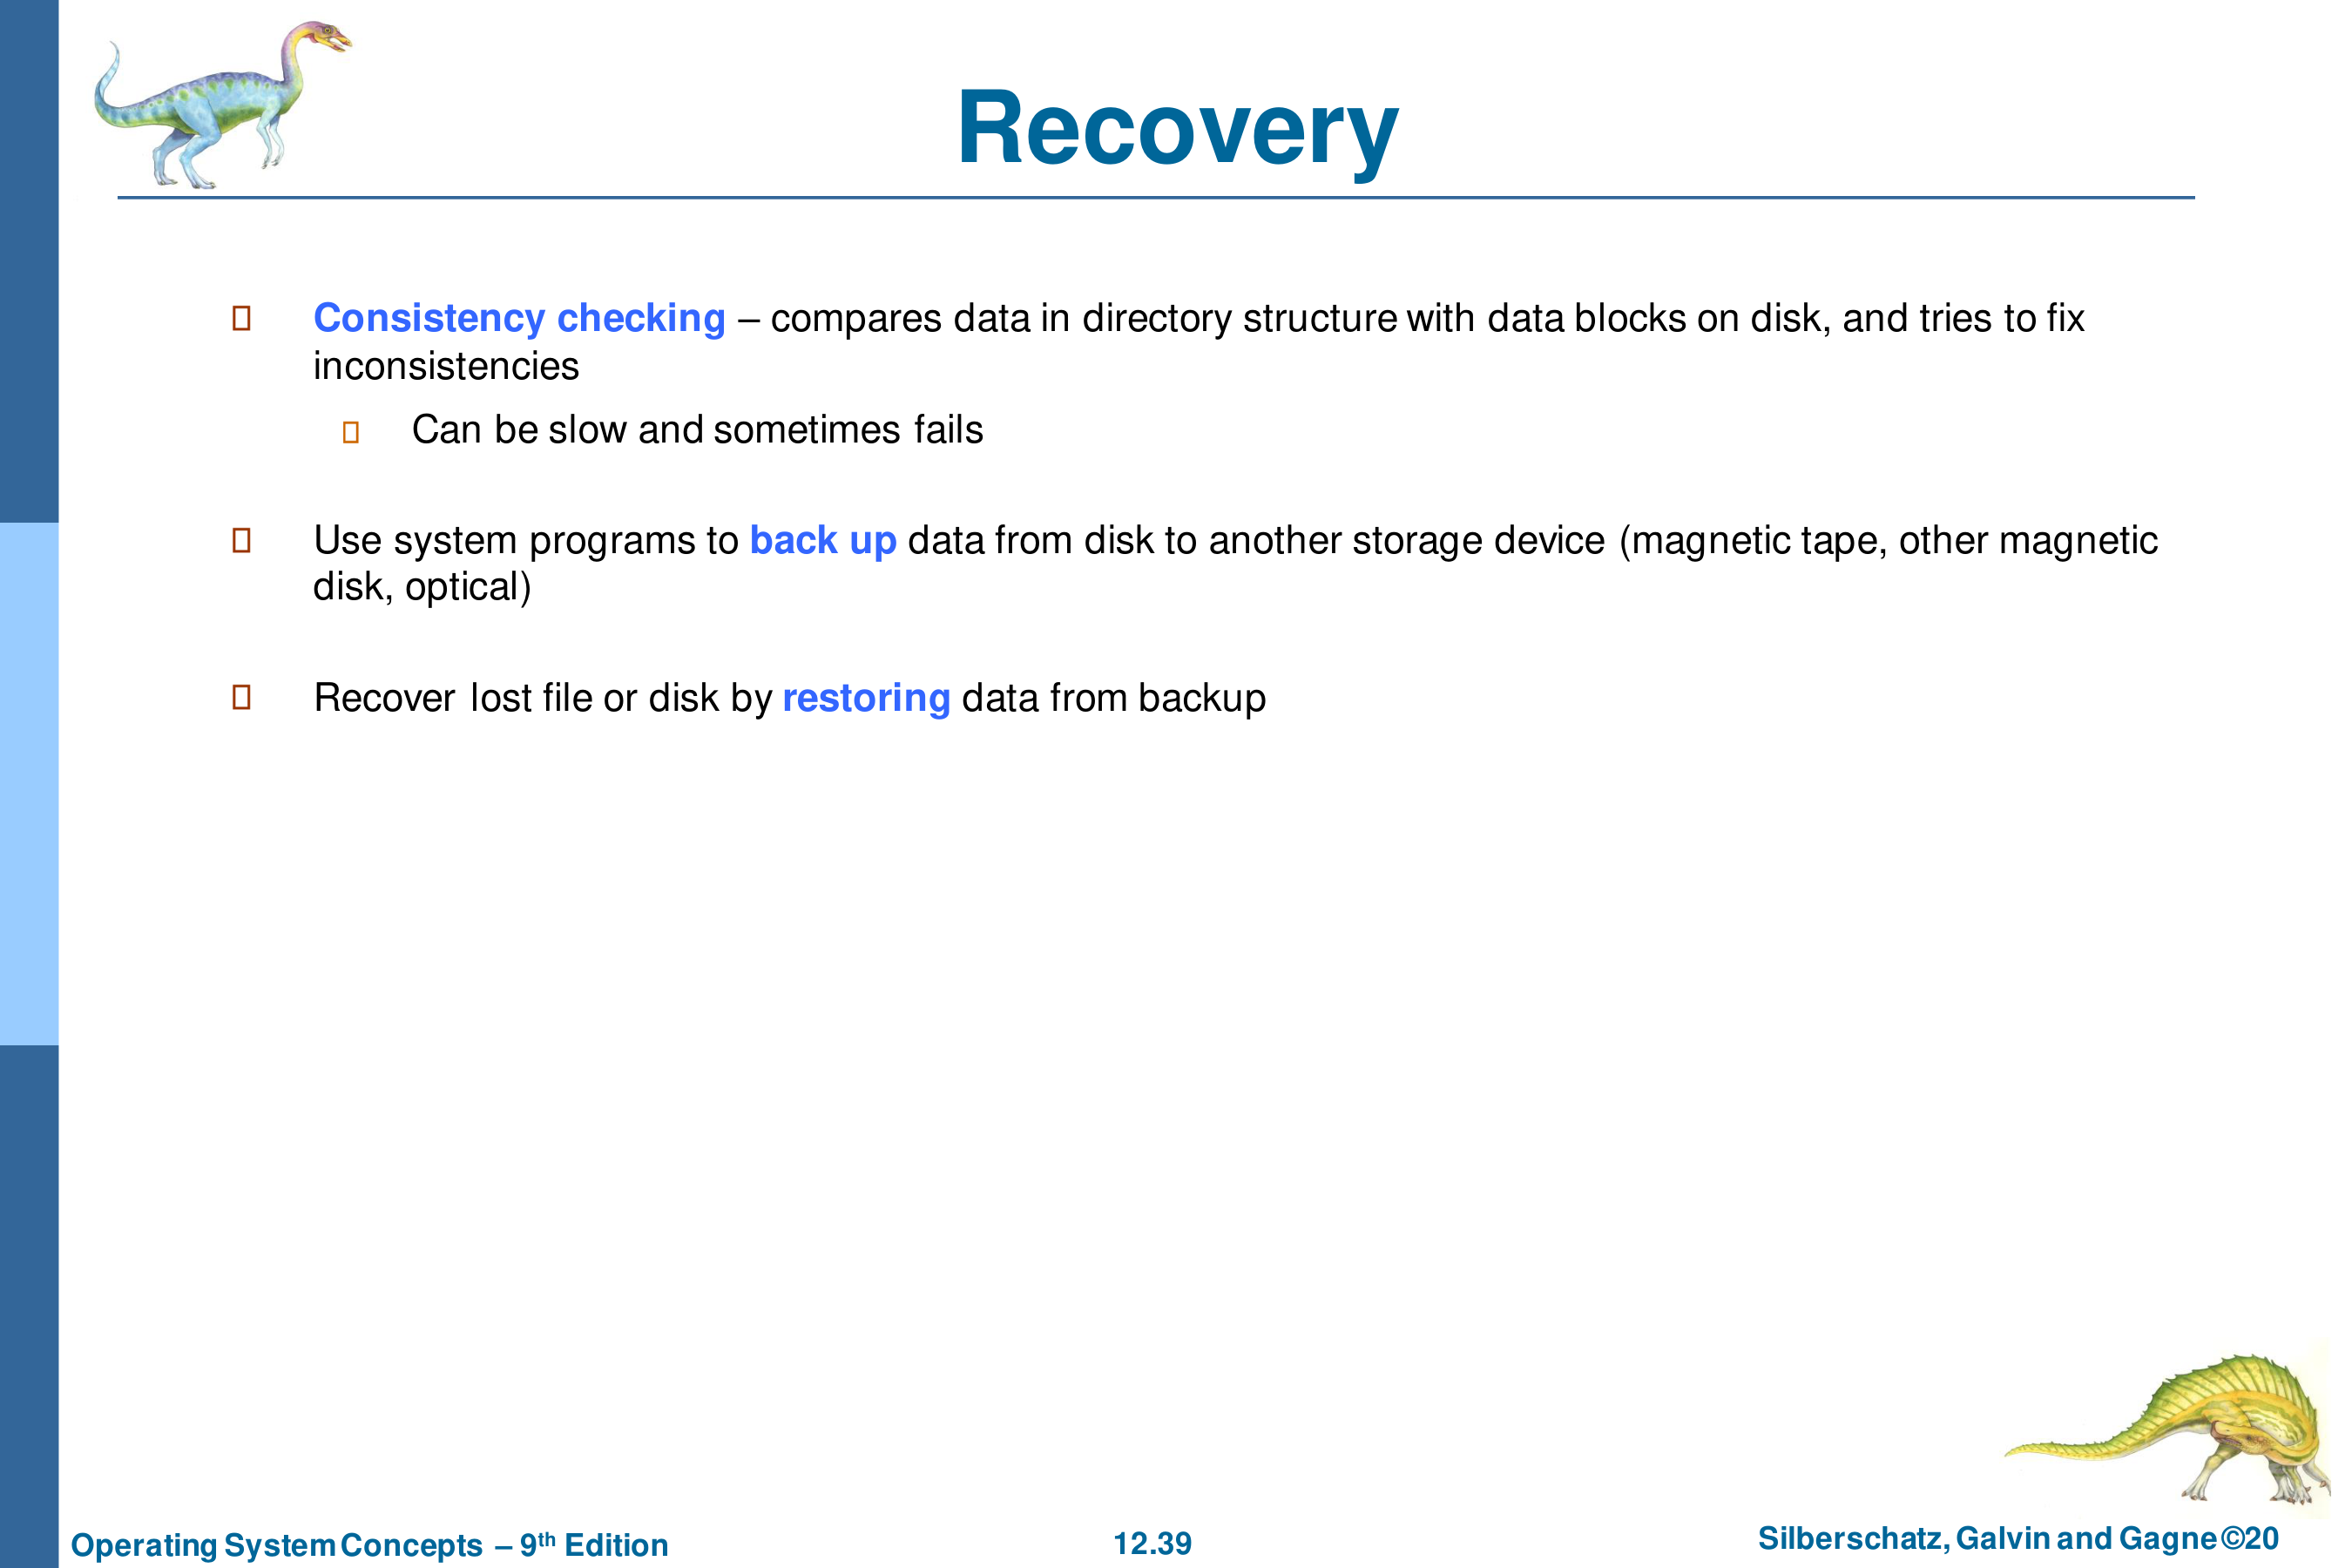 Recovery
Consistency checking – compares data in directory structure with data blocks on disk, and tries to fix
inconsistencies
Can be slow and sometimes fails
Use system programs to back up data from disk to another storage device (magnetic tape, other magnetic
disk, optical)
Recover lost file or disk by restoring data from backup
Operating System Concepts – 9th Edition
12.39
Silberschatz, Galvin and Gagne ©20